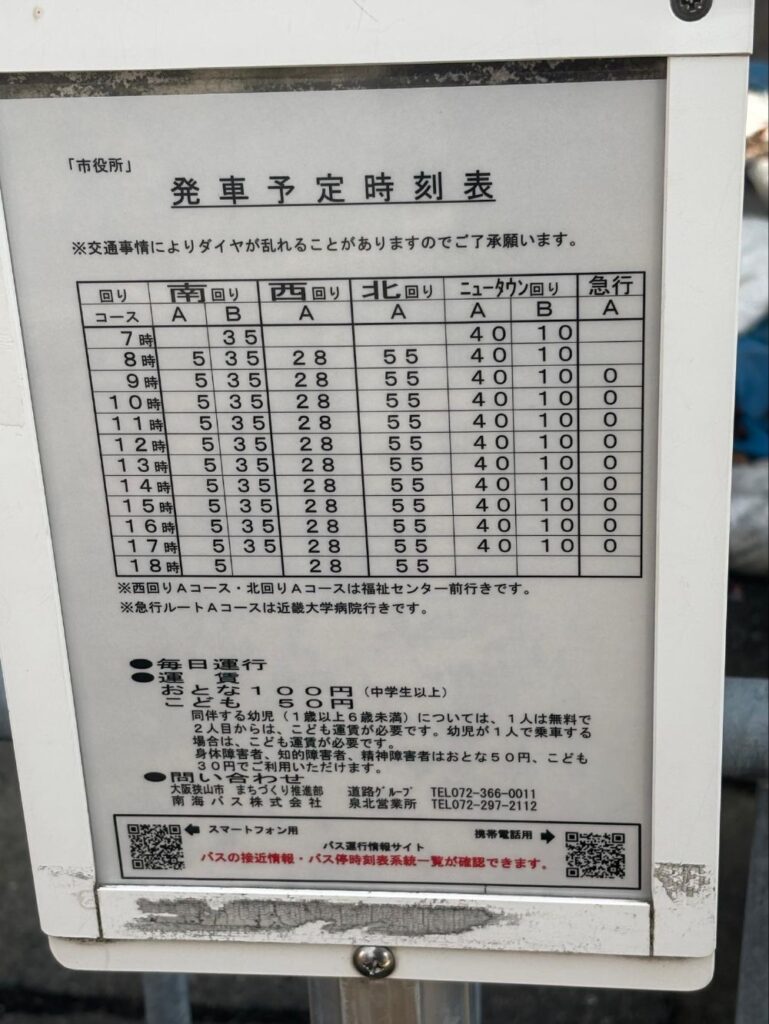 「市役所」
発車予定時刻表
※交通事情によりダイヤが乱れることがありますのでご了承願います。
回り 南回り 西回り 北回り ニュータウン回り 急行
コース A B A A A B A
7時 35 40 10
8時 5 35 28 55 40 10
9時 5 35 28 55 40 10 0
10時 5 35 28 55 40 10 0
11時 5 35 28 55 40 10 0
12時 5 35 28 55 40 10 0
13時 5 35 28 55 40 10 0
14時 5 35 28 55 40 10 0
15時 5 35 28 55 40 10 0
16時 5 35 28 55 40 10 0
17時 5 35 28 55 40 10 0
18時 5 28 55
※西回りAコース・北回りAコースは福祉センター前行きです。
※急行ルートAコースは近畿大学病院行きです。
●毎日運行
●運賃
おとな100円（中学生以上）
こども 50円
同伴する幼児（1歳以上6歳未満）については、1人は無料で
2人目からは、こども運賃が必要です。幼児が1人で乗車する
場合は、こども運賃が必要です。
身体障害者、知的障害者、精神障害者はおとな50円、こども
30円でご利用いただけます。
●問い合わせ
大阪狭山市 まちづくり推進部 道路グループ TEL072-366-0011
南海バス株式会社 泉北営業所 TEL072-297-2112
⬅ スマートフォン用 携帯電話用 ➡
バス運行情報サイト
バスの接近情報・バス停時刻表系統一覧が確認できます。